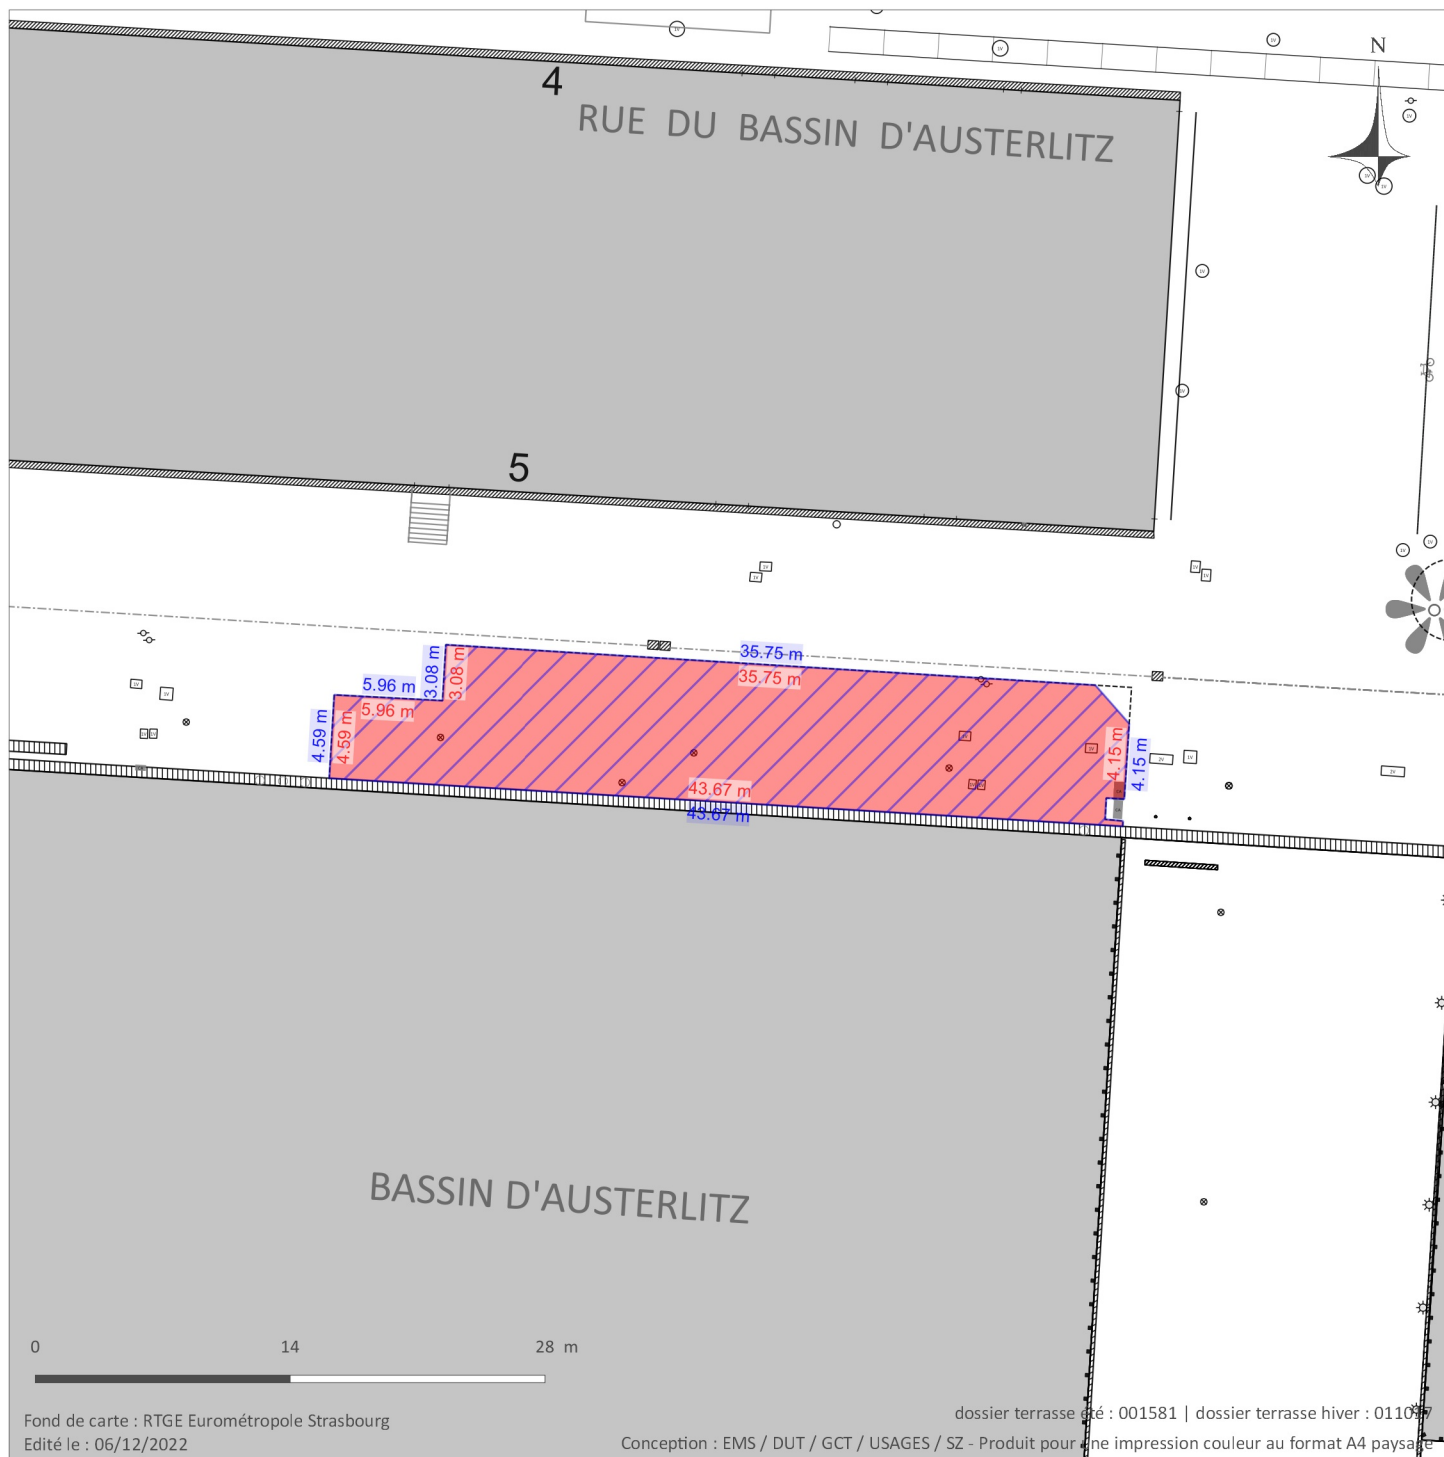 N
4
RUE DU BASSIN D'AUSTERLITZ
5
35.75 m
35.75 m
3.08 m
3.08 m
5.96 m
5.96 m
4.59 m
4.59 m
4.15 m
4.15 m
43.67 m
43.67 m
BASSIN D'AUSTERLITZ
0 14 28 m
Fond de carte : RTGE Eurométropole Strasbourg
Edité le : 06/12/2022
dossier terrasse été : 001581 | dossier terrasse hiver :
Conception : EMS / DUT / GCT / USAGES / SZ - Produit pour une impression couleur au format A4 paysage